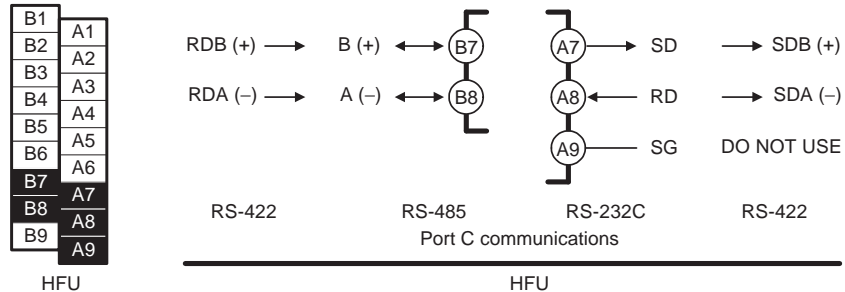 B1
B2
B3
B4
B5
B6
B7
B8
B9
A1
A2
A3
A4
A5
A6
A7
A8
A9
HFU
RDB (+) B (+) B7 A7 SD SDB (+)
RDA (−) A (−) B8 A8 RD SDA (−)
A9 SG DO NOT USE
RS-422 RS-485 RS-232C RS-422
Port C communications
HFU